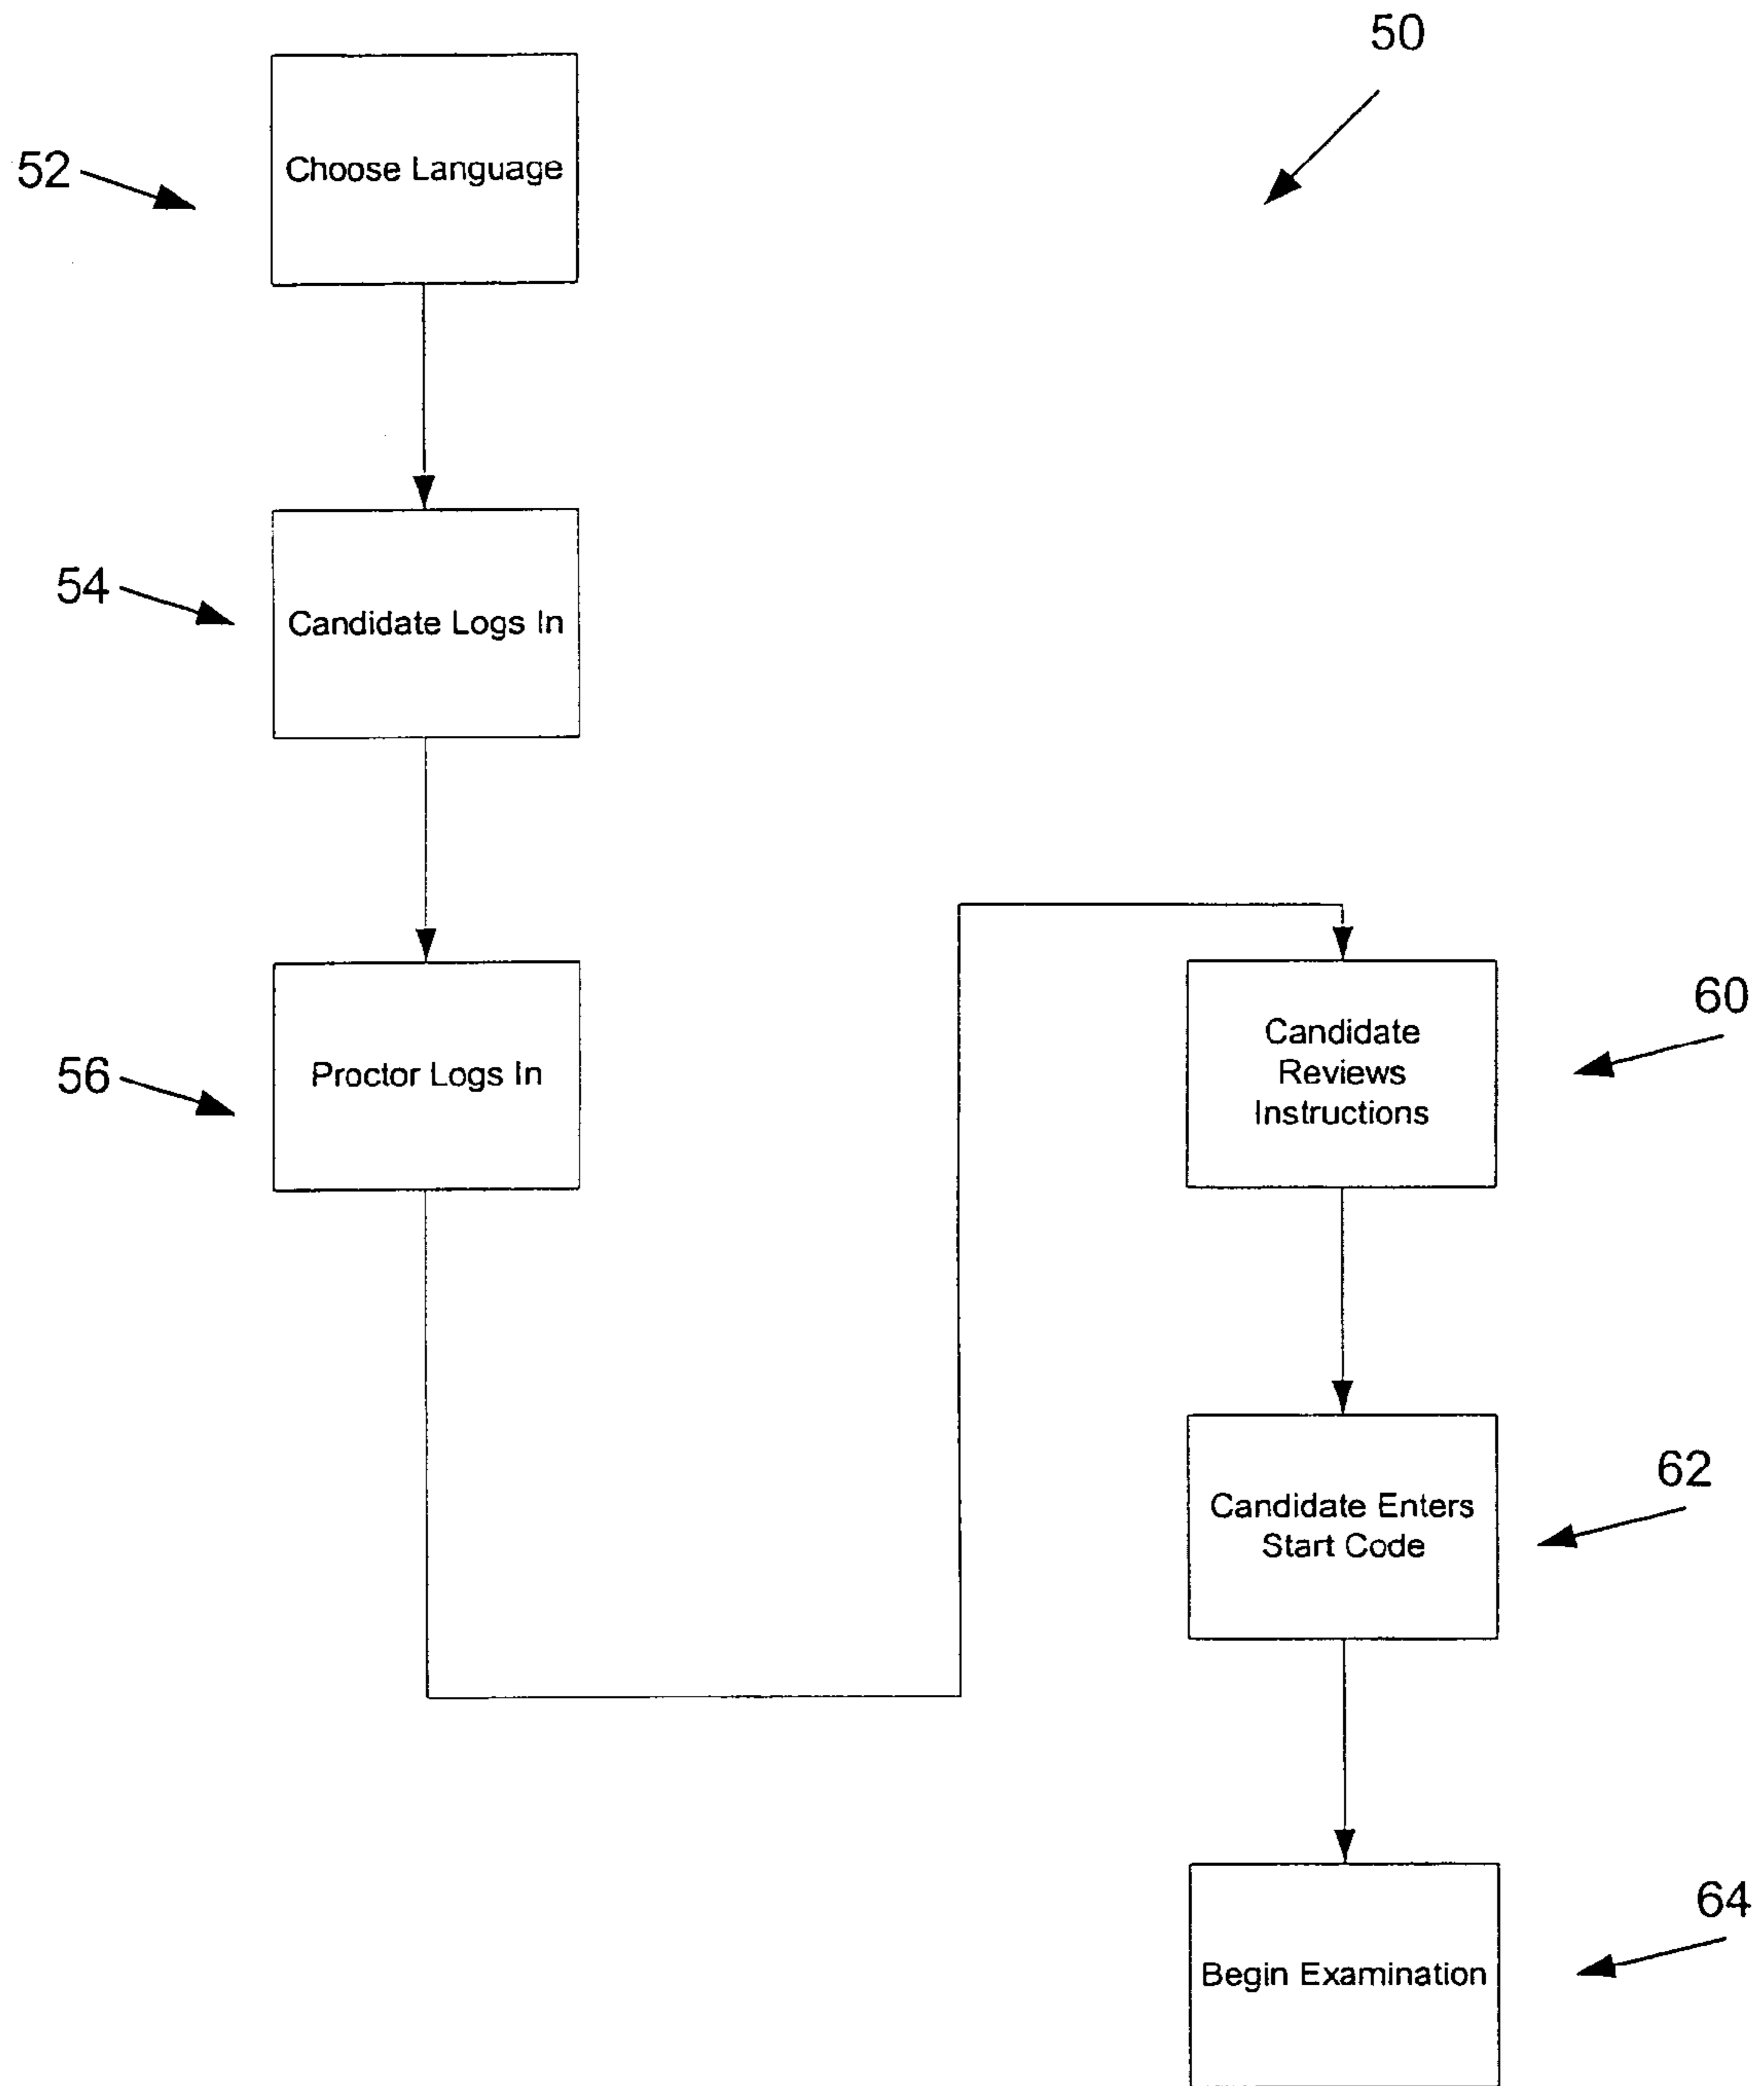 50
52
Choose Language
54
Candidate Logs In
56
Proctor Logs In
60
Candidate
Reviews
Instructions
62
Candidate Enters
Start Code
64
Begin Examination